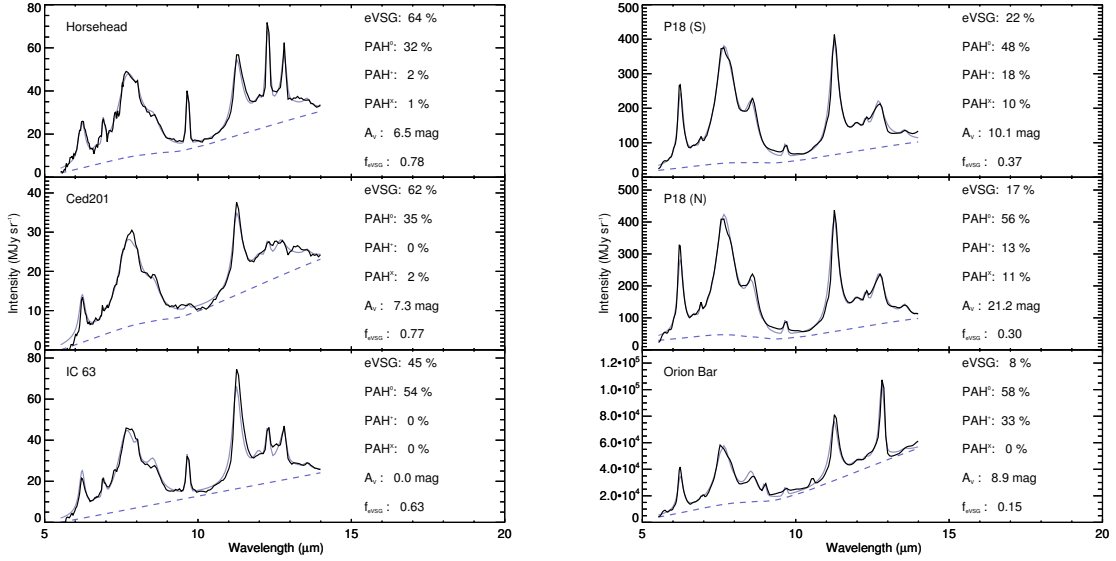 Horsehead
eVSG: 64 %
PAH⁰: 32 %
PAH⁺: 2 %
PAHˣ: 1 %
Aᵥ : 6.5 mag
fₑVSG : 0.78
80
60
40
20
0
Ced201
eVSG: 62 %
PAH⁰: 35 %
PAH⁺: 0 %
PAHˣ: 2 %
Aᵥ : 7.3 mag
fₑVSG : 0.77
40
30
20
10
0
Intensity (MJy sr⁻¹)
IC 63
eVSG: 45 %
PAH⁰: 54 %
PAH⁺: 0 %
PAHˣ: 0 %
Aᵥ : 0.0 mag
fₑVSG : 0.63
80
60
40
20
0
5 10 15 20
Wavelength (μm)
P18 (S)
eVSG: 22 %
PAH⁰: 48 %
PAH⁺: 18 %
PAHˣ: 10 %
Aᵥ : 10.1 mag
fₑVSG : 0.37
500
400
300
200
100
0
P18 (N)
eVSG: 17 %
PAH⁰: 56 %
PAH⁺: 13 %
PAHˣ: 11 %
Aᵥ : 21.2 mag
fₑVSG : 0.30
500
400
300
200
100
0
Intensity (MJy sr⁻¹)
Orion Bar
eVSG: 8 %
PAH⁰: 58 %
PAH⁺: 33 %
PAHˣ: 0 %
Aᵥ : 8.9 mag
fₑVSG : 0.15
1.2•10⁵
1.0•10⁵
8.0•10⁴
6.0•10⁴
4.0•10⁴
2.0•10⁴
0
5 10 15 20
Wavelength (μm)